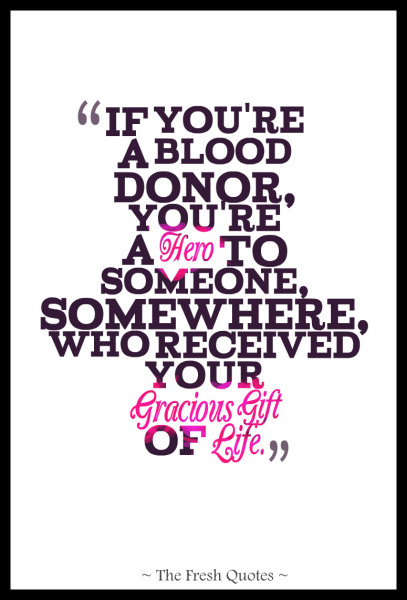 “IF YOU'RE
A BLOOD
DONOR,
YOU'RE
A Hero TO
SOMEONE,
SOMEWHERE,
WHO RECEIVED
YOUR
Gracious Gift
OF Life.”
~ The Fresh Quotes ~